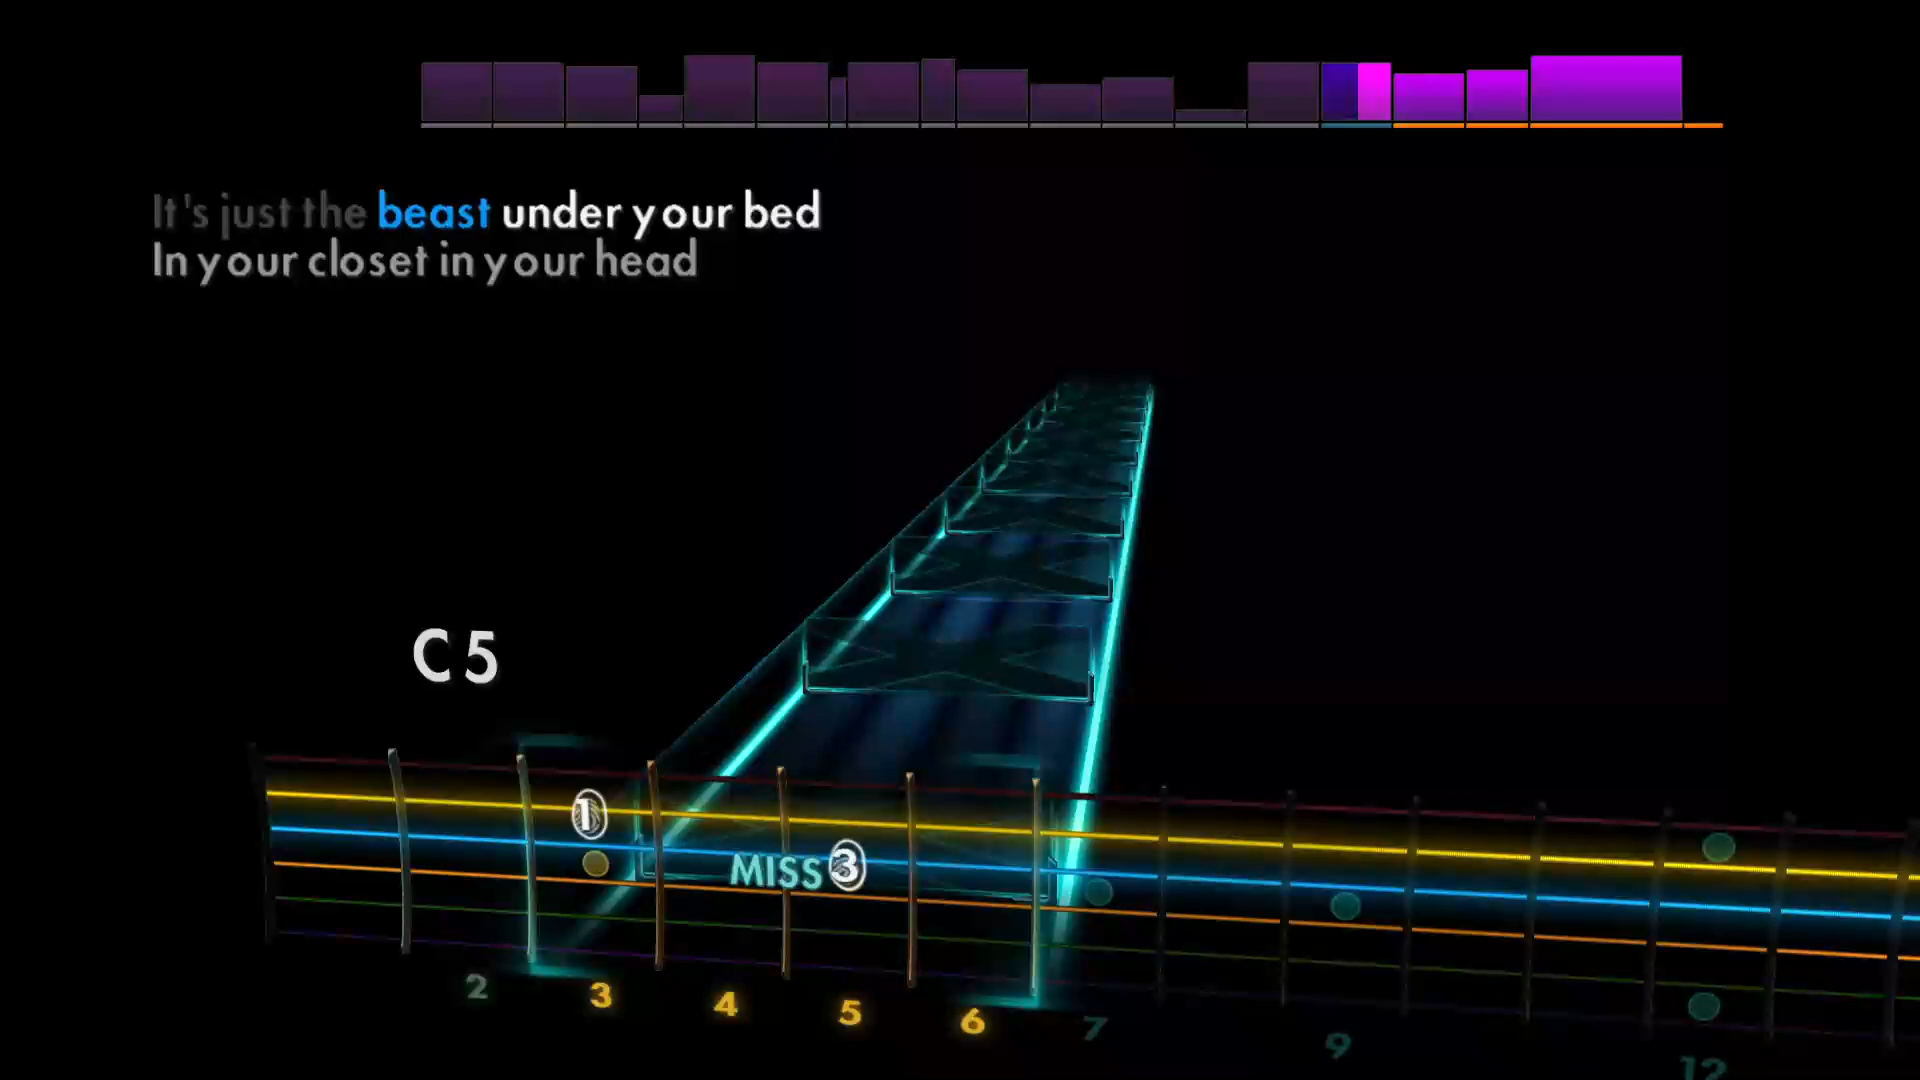 It's just the beast under your bed
In your closet in your head
C5
1
MISS 3
2 3 4 5 6 7 9 12